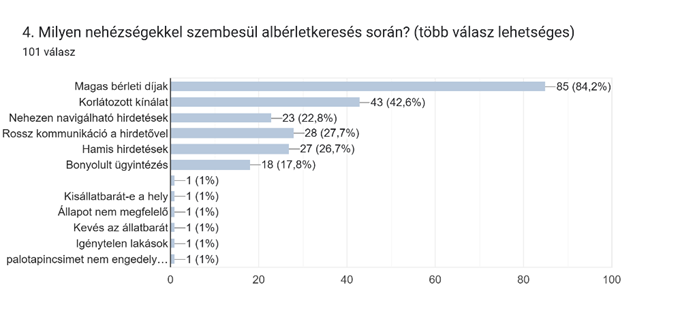 4. Milyen nehézségekkel szembesül albérletkeresés során? (több válasz lehetséges)
101 válasz
Magas bérleti díjak 85 (84,2%)
Korlátozott kínálat 43 (42,6%)
Nehezen navigálható hirdetések 23 (22,8%)
Rossz kommunikáció a hirdetővel 28 (27,7%)
Hamis hirdetések 27 (26,7%)
Bonyolult ügyintézés 18 (17,8%)
1 (1%)
Kisállatbarát-e a hely 1 (1%)
Állapot nem megfelelő 1 (1%)
Kevés az állatbarát 1 (1%)
Igénytelen lakások 1 (1%)
palotapincsimet nem engedely… 1 (1%)
0 20 40 60 80 100